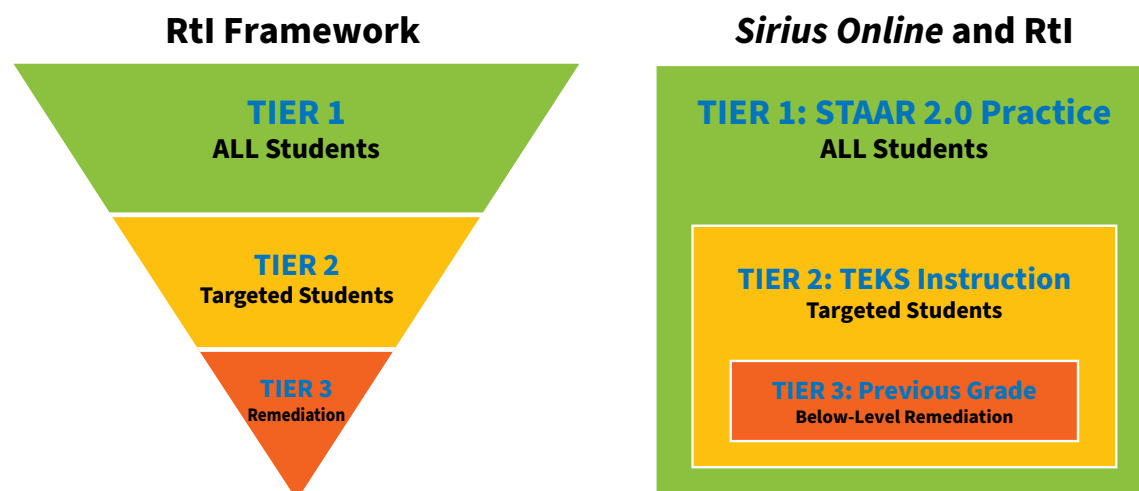 RtI Framework
TIER 1
ALL Students
TIER 2
Targeted Students
TIER 3
Remediation
Sirius Online and RtI
TIER 1: STAAR 2.0 Practice
ALL Students
TIER 2: TEKS Instruction
Targeted Students
TIER 3: Previous Grade
Below-Level Remediation